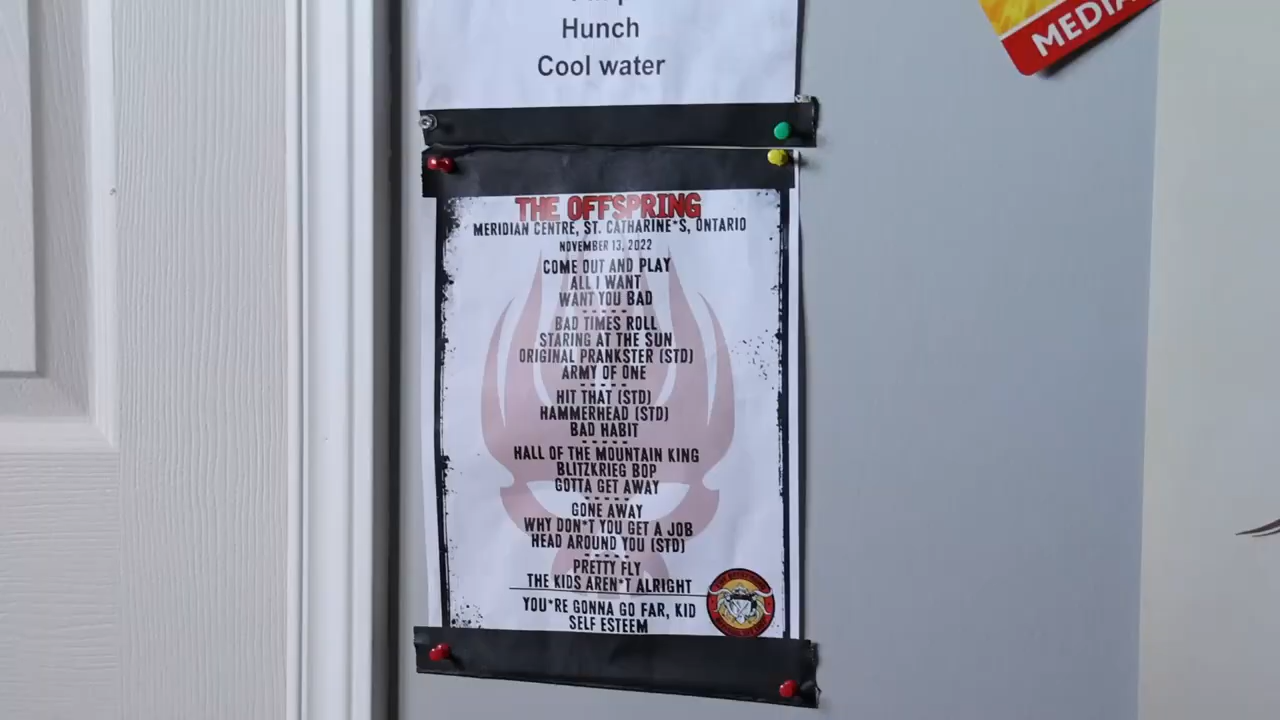 Hunch
Cool water
MEDIA
THE OFFSPRING
MERIDIAN CENTRE, ST. CATHARINE*S, ONTARIO
NOVEMBER 13, 2022
COME OUT AND PLAY
ALL I WANT
WANT YOU BAD
-----
BAD TIMES ROLL
STARING AT THE SUN
ORIGINAL PRANKSTER (STD)
ARMY OF ONE
-----
HIT THAT (STD)
HAMMERHEAD (STD)
BAD HABIT
-----
HALL OF THE MOUNTAIN KING
BLITZKRIEG BOP
GOTTA GET AWAY
-----
GONE AWAY
WHY DON*T YOU GET A JOB
HEAD AROUND YOU (STD)
-----
PRETTY FLY
THE KIDS AREN*T ALRIGHT
YOU*RE GONNA GO FAR, KID
SELF ESTEEM